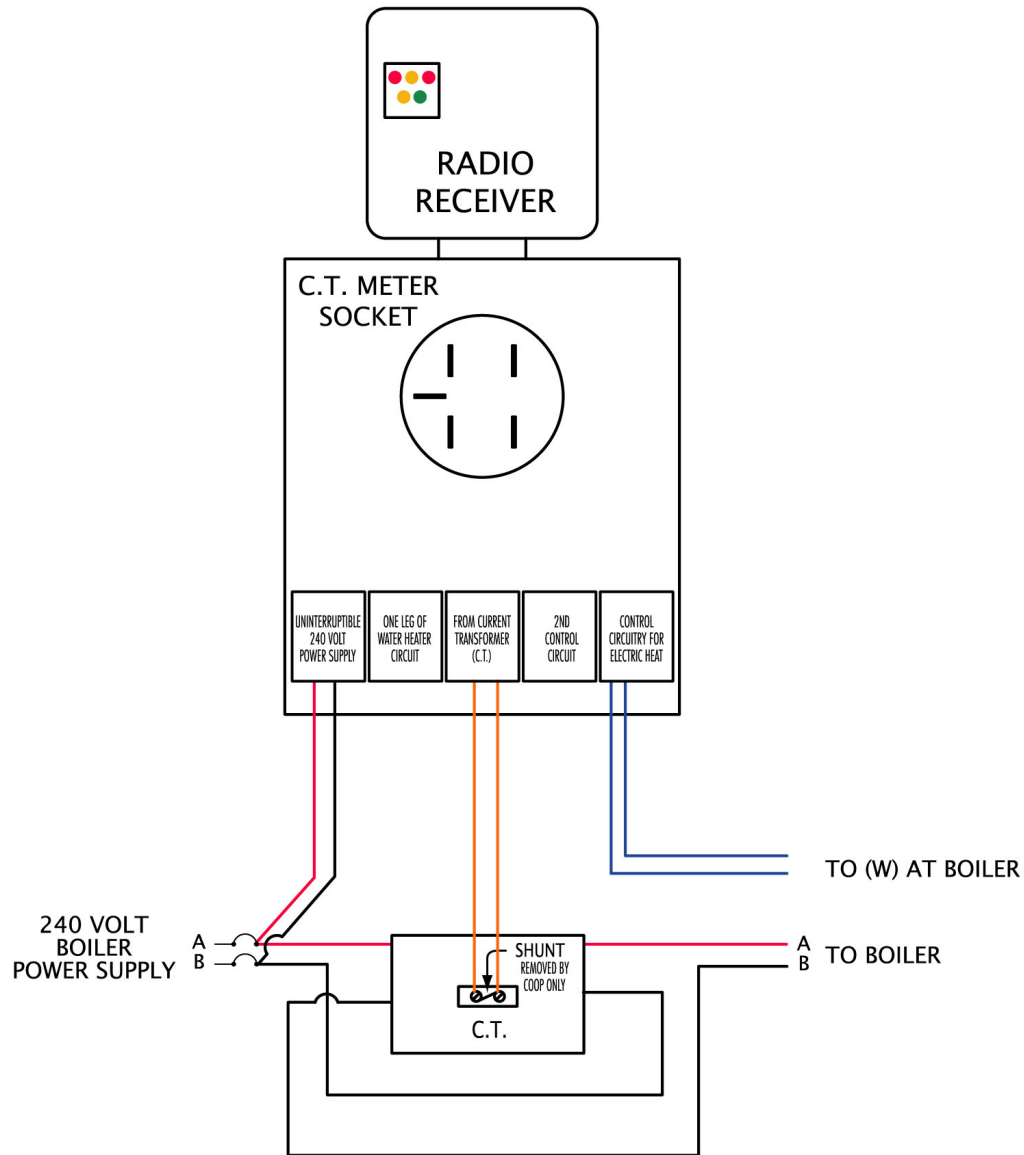 RADIO
RECEIVER
C.T. METER
SOCKET
UNINTERRUPTIBLE
240 VOLT
POWER SUPPLY
ONE LEG OF
WATER HEATER
CIRCUIT
FROM CURRENT
TRANSFORMER
(C.T.)
2ND
CONTROL
CIRCUIT
CONTROL
CIRCUITRY FOR
ELECTRIC HEAT
TO (W) AT BOILER
240 VOLT
BOILER
POWER SUPPLY
A
B
SHUNT
REMOVED BY
COOP ONLY
C.T.
A
B
TO BOILER